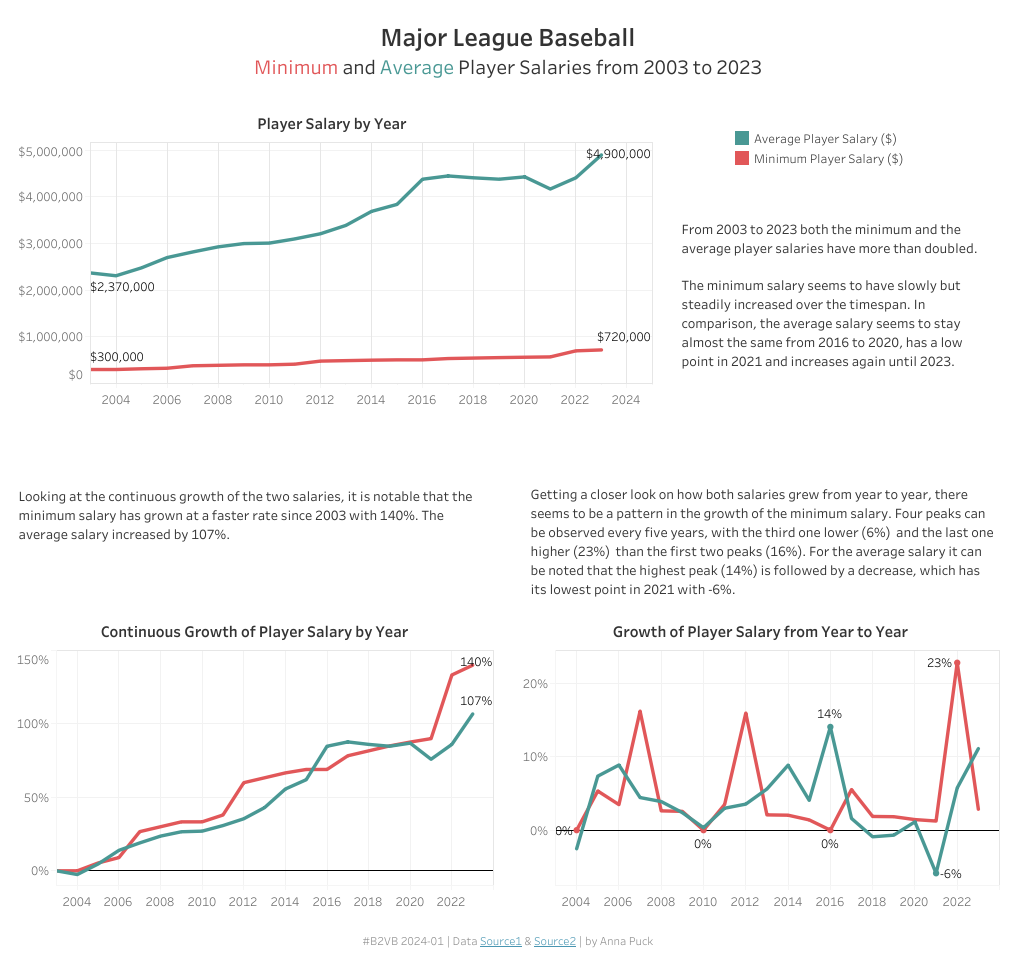 Major League Baseball
Minimum and Average Player Salaries from 2003 to 2023
Player Salary by Year
$5,000,000
$4,000,000
$3,000,000
$2,000,000
$1,000,000
$0
$4,900,000
$2,370,000
$720,000
$300,000
2004 2006 2008 2010 2012 2014 2016 2018 2020 2022 2024
Average Player Salary ($)
Minimum Player Salary ($)
From 2003 to 2023 both the minimum and the
average player salaries have more than doubled.
The minimum salary seems to have slowly but
steadily increased over the timespan. In
comparison, the average salary seems to stay
almost the same from 2016 to 2020, has a low
point in 2021 and increases again until 2023.
Looking at the continuous growth of the two salaries, it is notable that the
minimum salary has grown at a faster rate since 2003 with 140%. The
average salary increased by 107%.
Getting a closer look on how both salaries grew from year to year, there
seems to be a pattern in the growth of the minimum salary. Four peaks can
be observed every five years, with the third one lower (6%) and the last one
higher (23%) than the first two peaks (16%). For the average salary it can
be noted that the highest peak (14%) is followed by a decrease, which has
its lowest point in 2021 with -6%.
Continuous Growth of Player Salary by Year
150%
100%
50%
0%
140%
107%
2004 2006 2008 2010 2012 2014 2016 2018 2020 2022
Growth of Player Salary from Year to Year
20%
10%
0%
23%
14%
0%
0%
0%
-6%
2004 2006 2008 2010 2012 2014 2016 2018 2020 2022
#B2VB 2024-01 | Data Source1 & Source2 | by Anna Puck